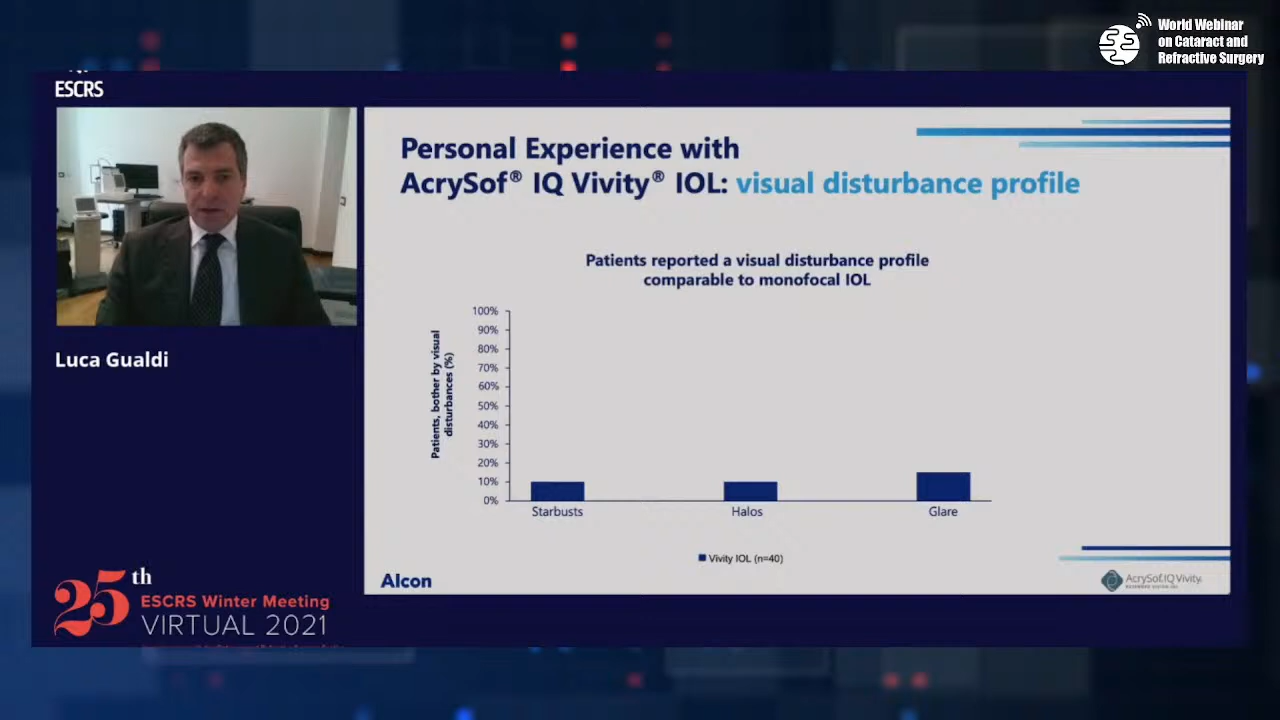 World Webinar
on Cataract and
Refractive Surgery
ESCRS
Luca Gualdi
25th
ESCRS Winter Meeting
VIRTUAL 2021
Personal Experience with
AcrySof® IQ Vivity® IOL: visual disturbance profile
Patients reported a visual disturbance profile
comparable to monofocal IOL
Patients, bother by visual
disturbances (%)
100%
90%
80%
70%
60%
50%
40%
30%
20%
10%
0%
Starbusts
Halos
Glare
Vivity IOL (n=40)
Alcon
AcrySof IQ Vivity